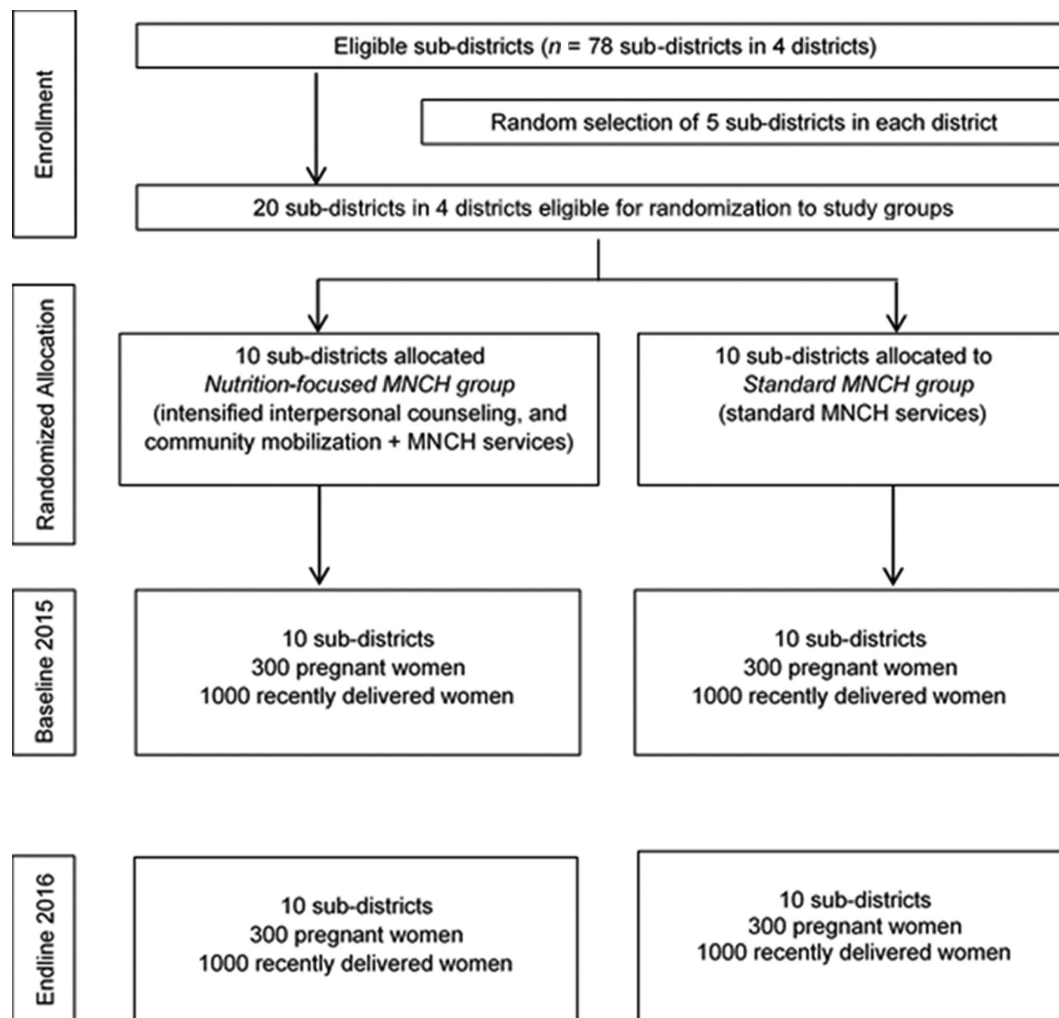 Enrollment
Eligible sub-districts (n = 78 sub-districts in 4 districts)
Random selection of 5 sub-districts in each district
20 sub-districts in 4 districts eligible for randomization to study groups
Randomized Allocation
10 sub-districts allocated
Nutrition-focused MNCH group
(intensified interpersonal counseling, and
community mobilization + MNCH services)
10 sub-districts allocated to
Standard MNCH group
(standard MNCH services)
Baseline 2015
10 sub-districts
300 pregnant women
1000 recently delivered women
10 sub-districts
300 pregnant women
1000 recently delivered women
Endline 2016
10 sub-districts
300 pregnant women
1000 recently delivered women
10 sub-districts
300 pregnant women
1000 recently delivered women